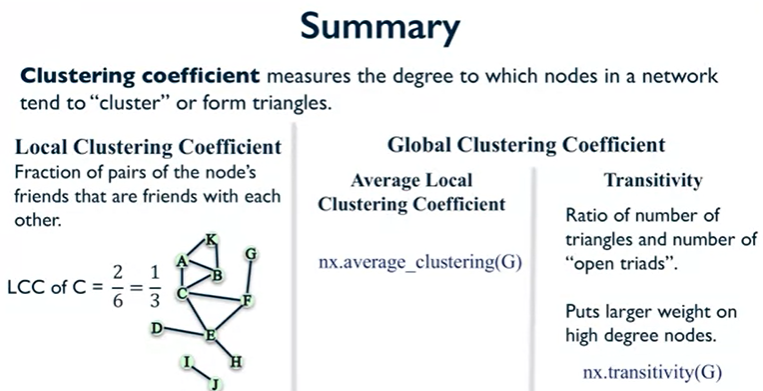 Summary
Clustering coefficient measures the degree to which nodes in a network
tend to “cluster” or form triangles.
Local Clustering Coefficient
Fraction of pairs of the node’s
friends that are friends with each
other.
LCC of C = 2/6 = 1/3
K
A
B
G
C
F
D
E
I
H
J
Global Clustering Coefficient
Average Local
Clustering Coefficient
nx.average_clustering(G)
Transitivity
Ratio of number of
triangles and number of
“open triads”.
Puts larger weight on
high degree nodes.
nx.transitivity(G)